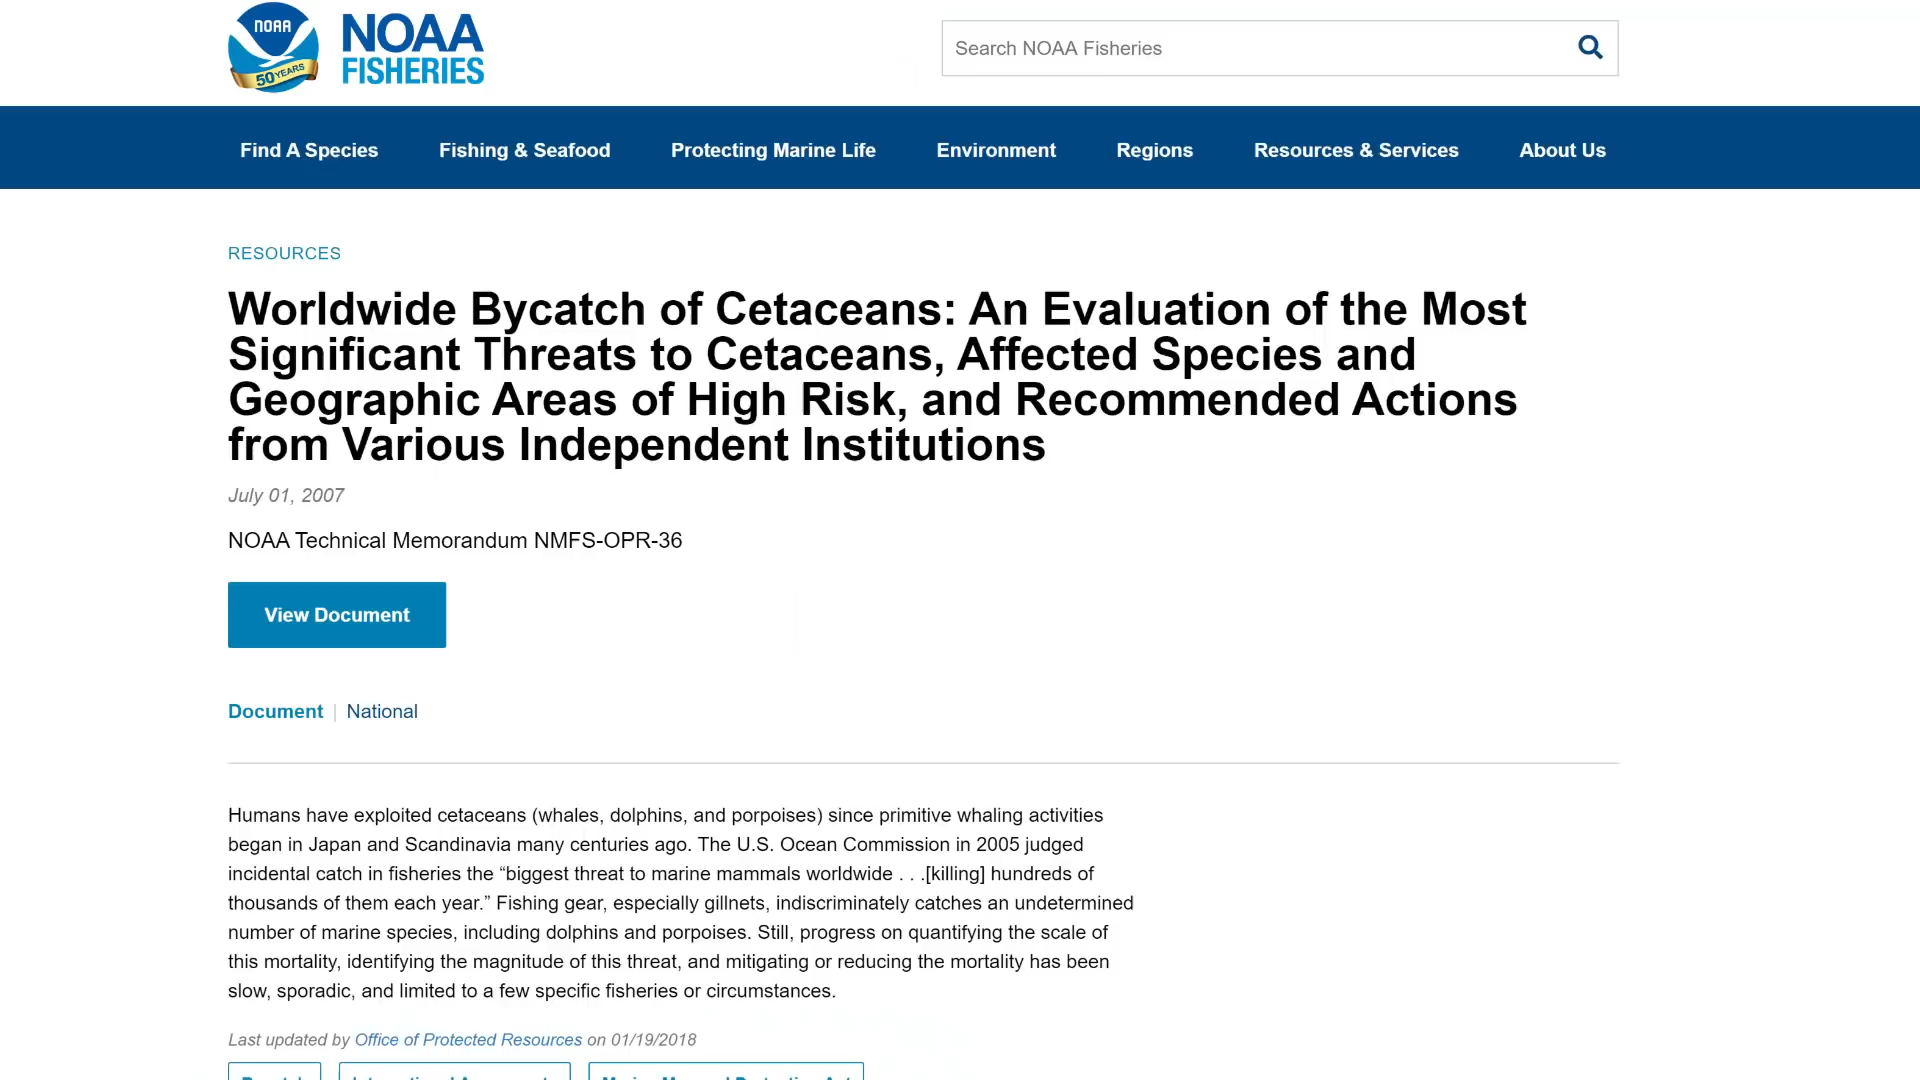 NOAA
50 YEARS
NOAA
FISHERIES
Search NOAA Fisheries
Find A Species Fishing & Seafood Protecting Marine Life Environment Regions Resources & Services About Us
RESOURCES
Worldwide Bycatch of Cetaceans: An Evaluation of the Most
Significant Threats to Cetaceans, Affected Species and
Geographic Areas of High Risk, and Recommended Actions
from Various Independent Institutions
July 01, 2007
NOAA Technical Memorandum NMFS-OPR-36
View Document
Document | National
Humans have exploited cetaceans (whales, dolphins, and porpoises) since primitive whaling activities
began in Japan and Scandinavia many centuries ago. The U.S. Ocean Commission in 2005 judged
incidental catch in fisheries the “biggest threat to marine mammals worldwide . . .[killing] hundreds of
thousands of them each year.” Fishing gear, especially gillnets, indiscriminately catches an undetermined
number of marine species, including dolphins and porpoises. Still, progress on quantifying the scale of
this mortality, identifying the magnitude of this threat, and mitigating or reducing the mortality has been
slow, sporadic, and limited to a few specific fisheries or circumstances.
Last updated by Office of Protected Resources on 01/19/2018